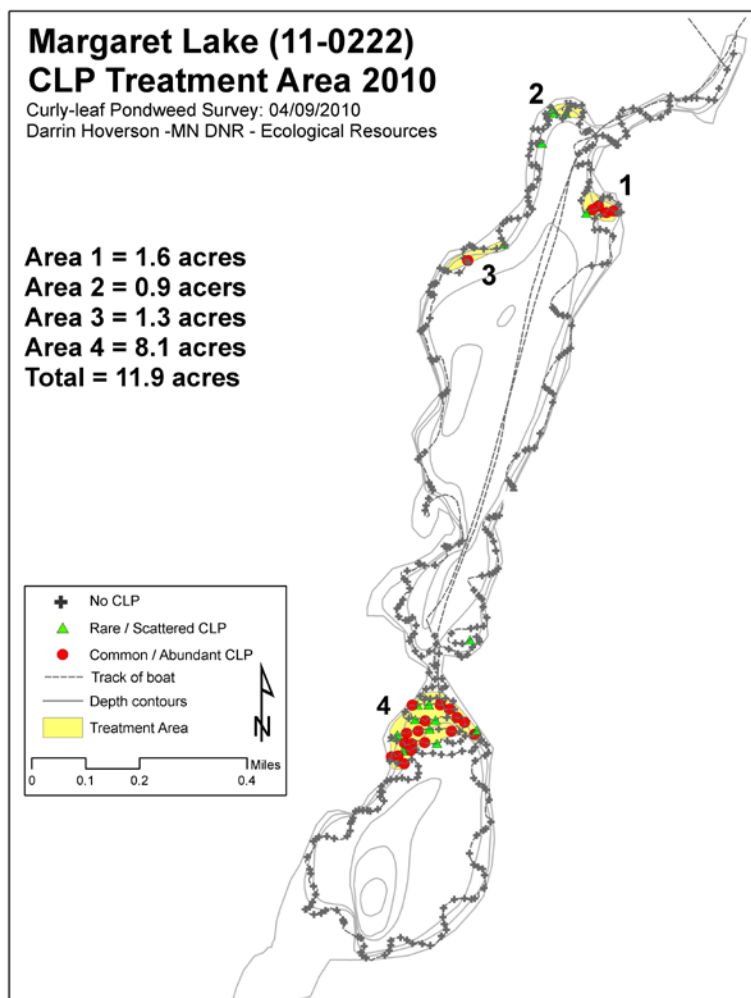 Margaret Lake (11-0222)
CLP Treatment Area 2010
Curly-leaf Pondweed Survey: 04/09/2010
Darrin Hoverson -MN DNR - Ecological Resources
2
1
Area 1 = 1.6 acres
Area 2 = 0.9 acers
Area 3 = 1.3 acres
Area 4 = 8.1 acres
Total = 11.9 acres
3
No CLP
Rare / Scattered CLP
Common / Abundant CLP
Track of boat
Depth contours
Treatment Area
N
Miles
0 0.1 0.2 0.4
4